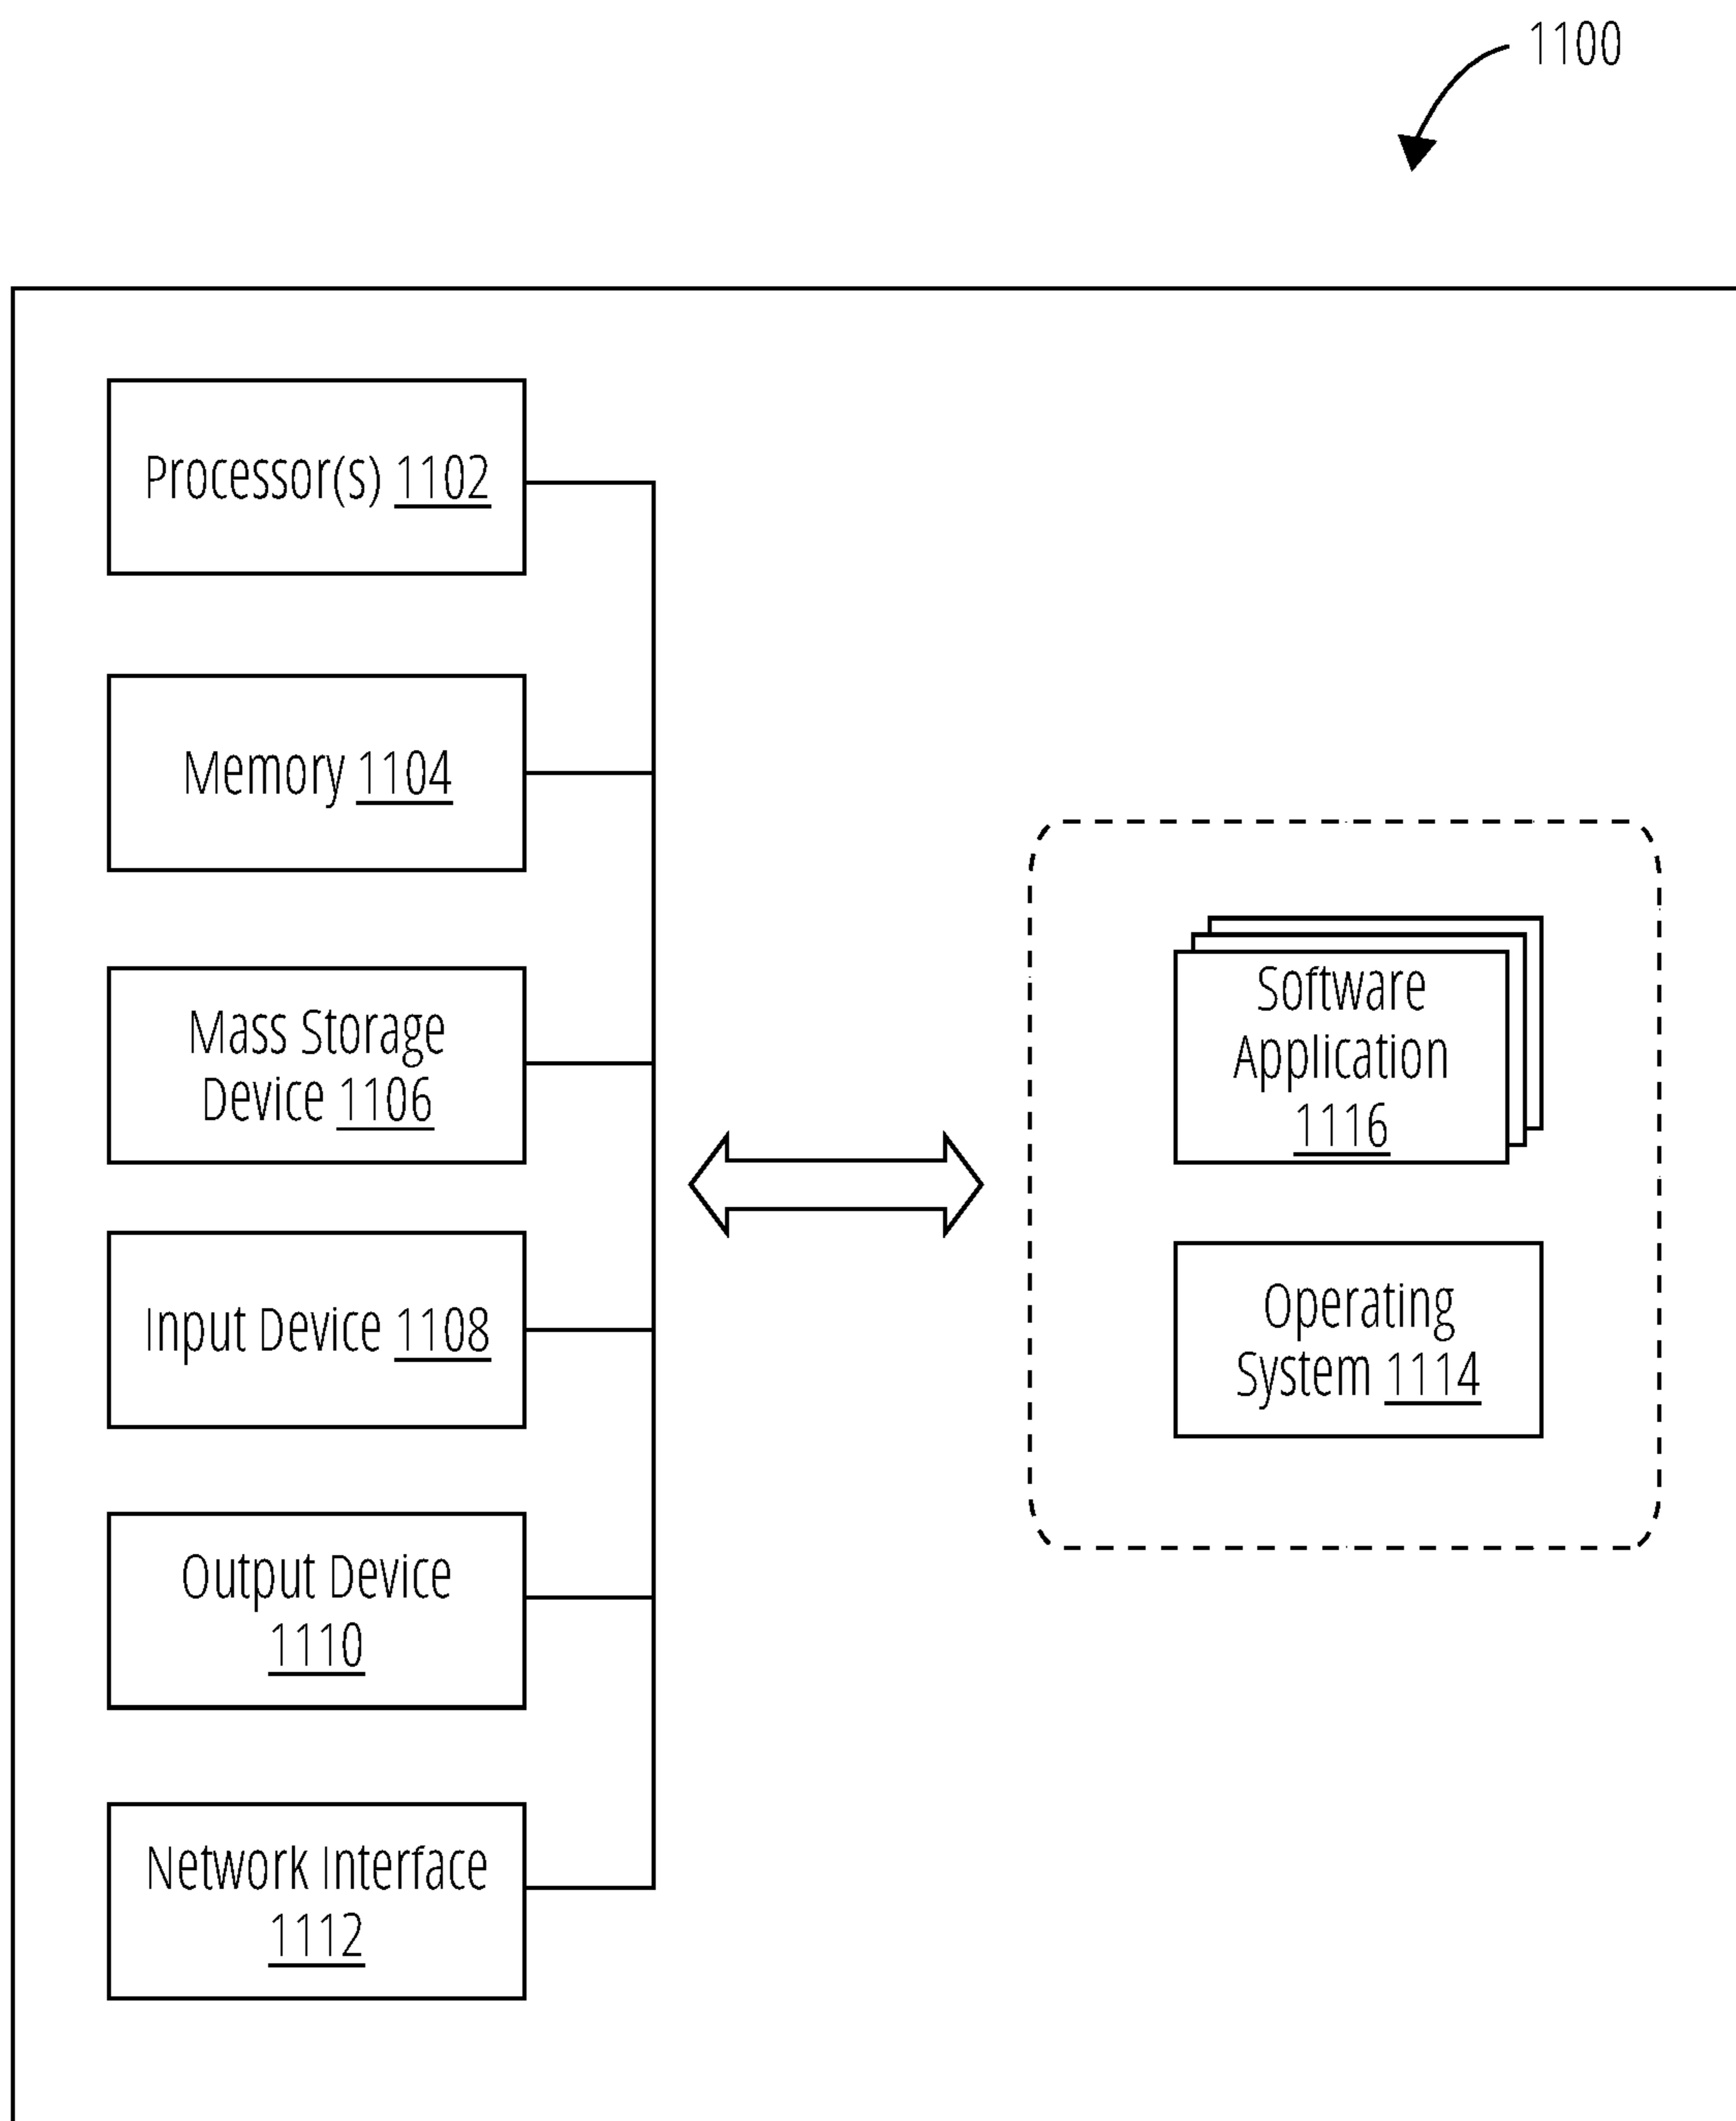 1100
Processor(s) 1102
Memory 1104
Mass Storage
Device 1106
Input Device 1108
Output Device
1110
Network Interface
1112
Software
Application
1116
Operating
System 1114